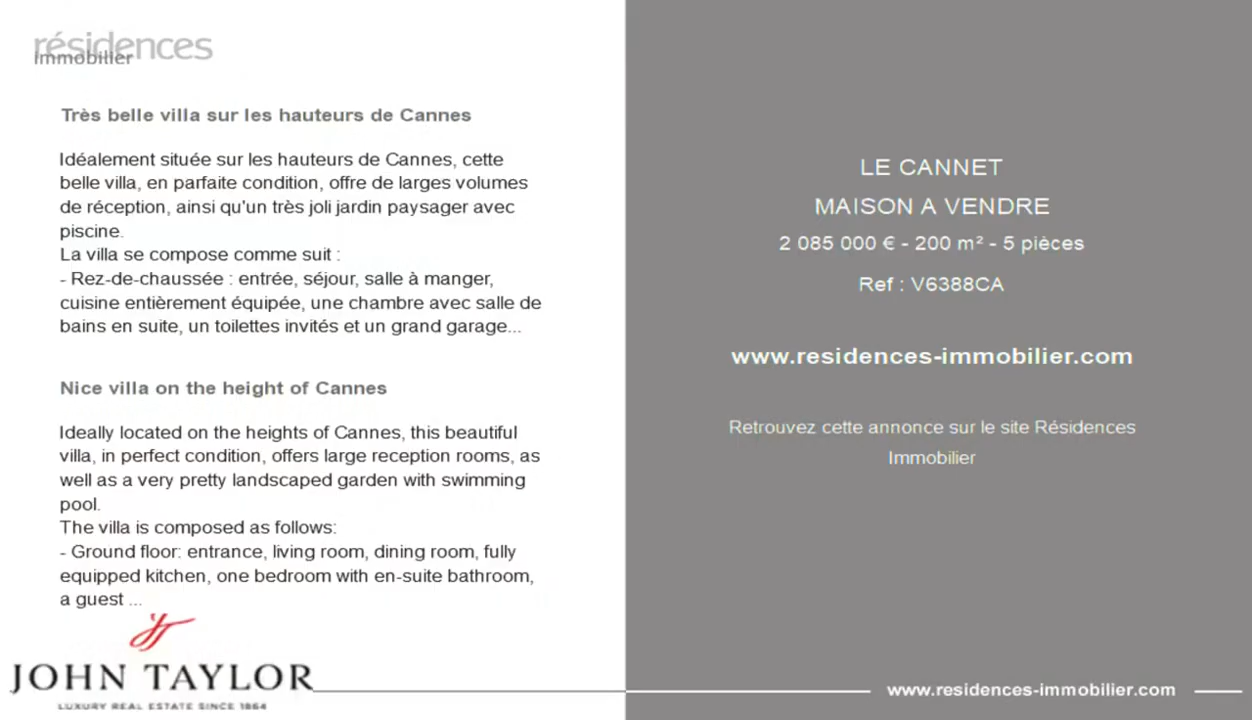 résidences
Immobilier
Très belle villa sur les hauteurs de Cannes
Idéalement située sur les hauteurs de Cannes, cette
belle villa, en parfaite condition, offre de larges volumes
de réception, ainsi qu'un très joli jardin paysager avec
piscine.
La villa se compose comme suit :
- Rez-de-chaussée : entrée, séjour, salle à manger,
cuisine entièrement équipée, une chambre avec salle de
bains en suite, un toilettes invités et un grand garage...
Nice villa on the height of Cannes
Ideally located on the heights of Cannes, this beautiful
villa, in perfect condition, offers large reception rooms, as
well as a very pretty landscaped garden with swimming
pool.
The villa is composed as follows:
- Ground floor: entrance, living room, dining room, fully
equipped kitchen, one bedroom with en-suite bathroom,
a guest ...
JOHN TAYLOR
LUXURY REAL ESTATE SINCE 1864
LE CANNET
MAISON A VENDRE
2 085 000 € - 200 m² - 5 pièces
Ref : V6388CA
www.residences-immobilier.com
Retrouvez cette annonce sur le site Résidences
Immobilier
www.residences-immobilier.com